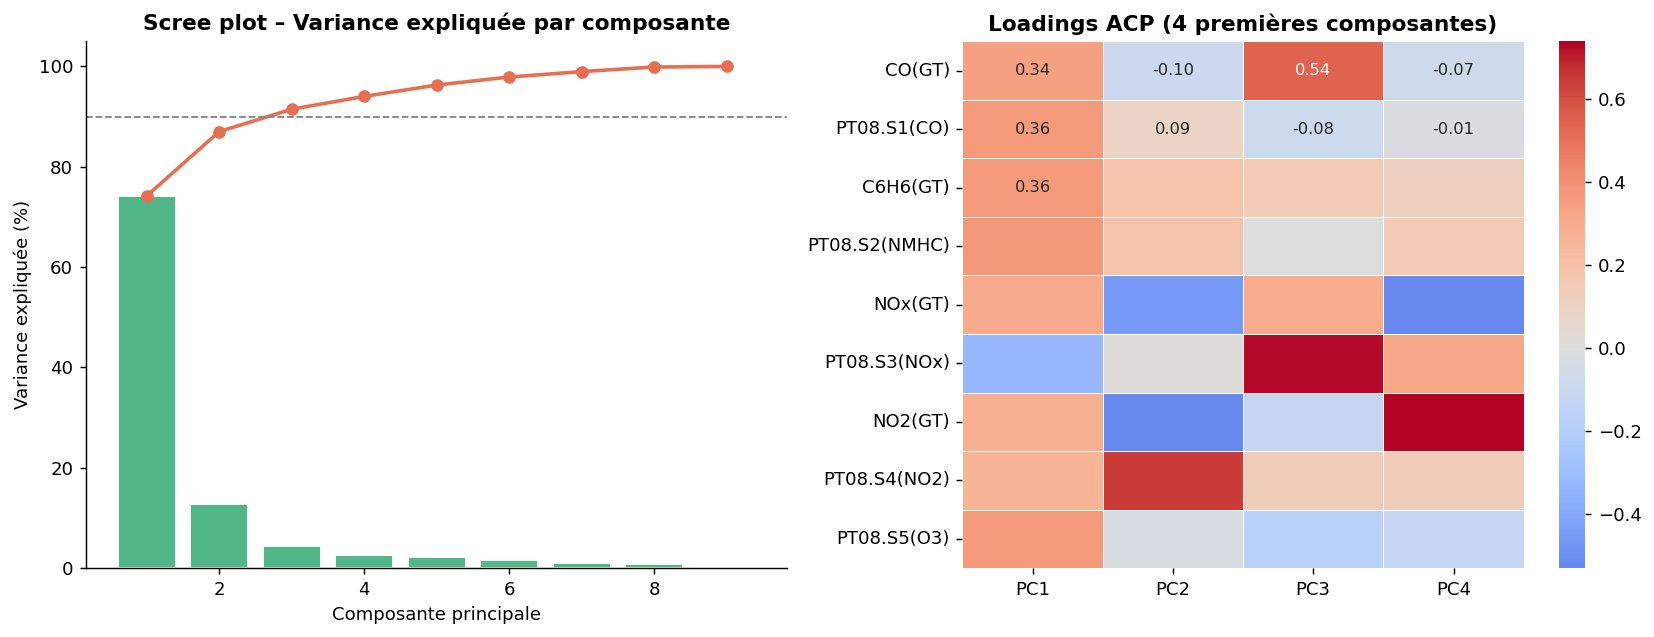 Scree plot – Variance expliquée par composante
Variance expliquée (%)
100
80
60
40
20
0
2 4 6 8
Composante principale
Loadings ACP (4 premières composantes)
CO(GT) 0.34 -0.10 0.54 -0.07
PT08.S1(CO) 0.36 0.09 -0.08 -0.01
C6H6(GT) 0.36
PT08.S2(NMHC)
NOx(GT)
PT08.S3(NOx)
NO2(GT)
PT08.S4(NO2)
PT08.S5(O3)
PC1 PC2 PC3 PC4
0.6
0.4
0.2
0.0
−0.2
−0.4